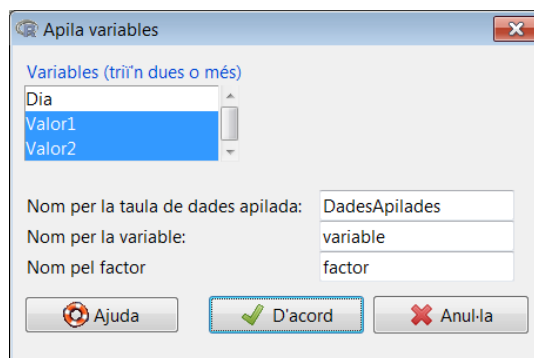 Apila variables
Variables (triï'n dues o més)
Dia
Valor1
Valor2
Nom per la taula de dades apilada: DadesApilades
Nom per la variable: variable
Nom pel factor factor
Ajuda D'acord Anul·la